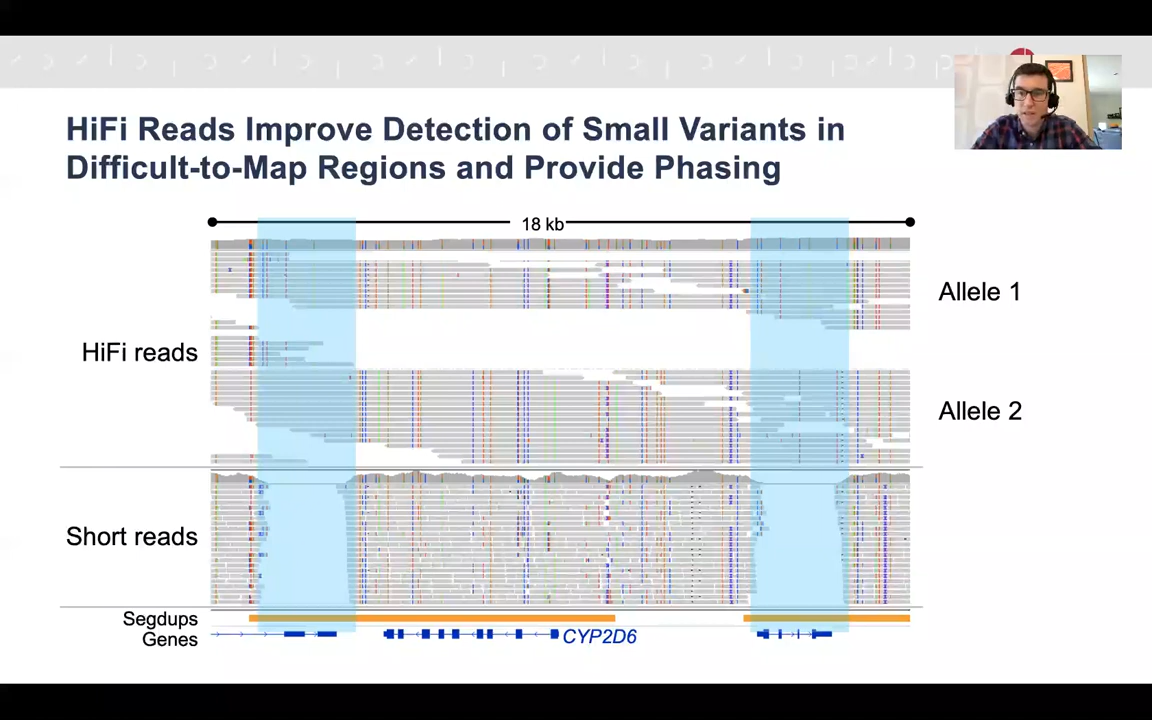 HiFi Reads Improve Detection of Small Variants in
Difficult-to-Map Regions and Provide Phasing
18 kb
Allele 1
HiFi reads
Allele 2
Short reads
Segdups
Genes
CYP2D6